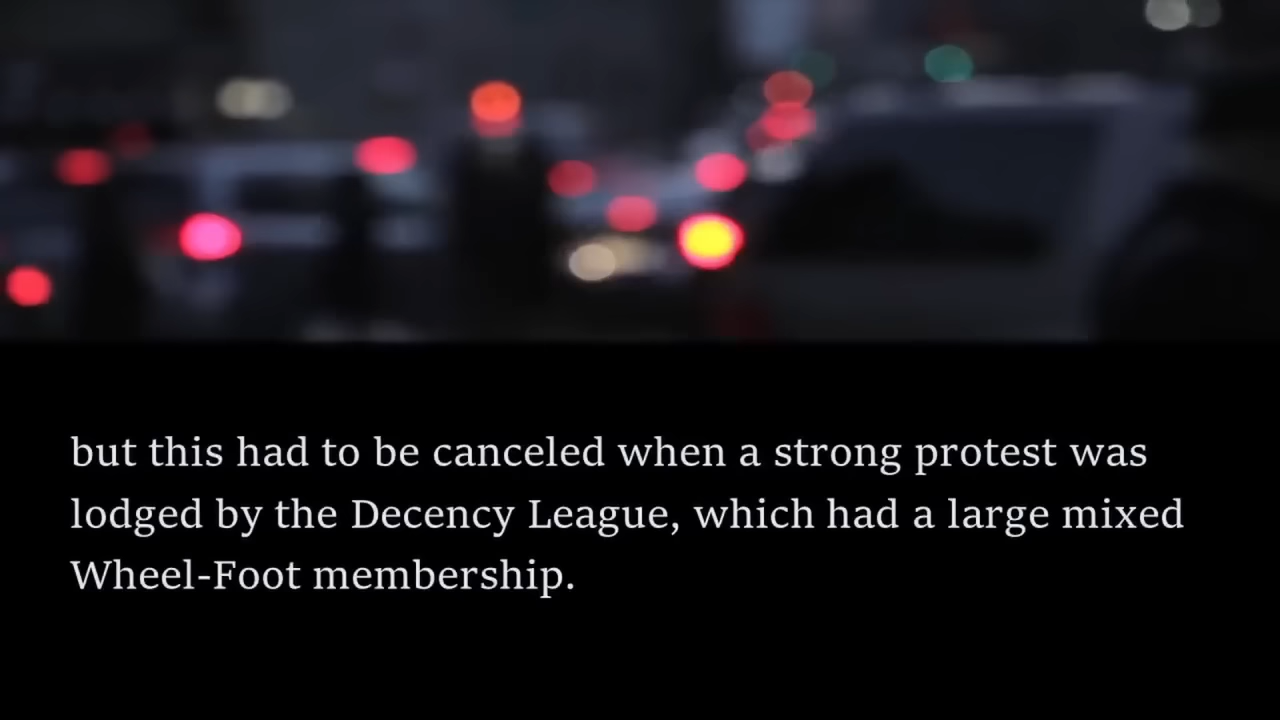 but this had to be canceled when a strong protest was
lodged by the Decency League, which had a large mixed
Wheel-Foot membership.